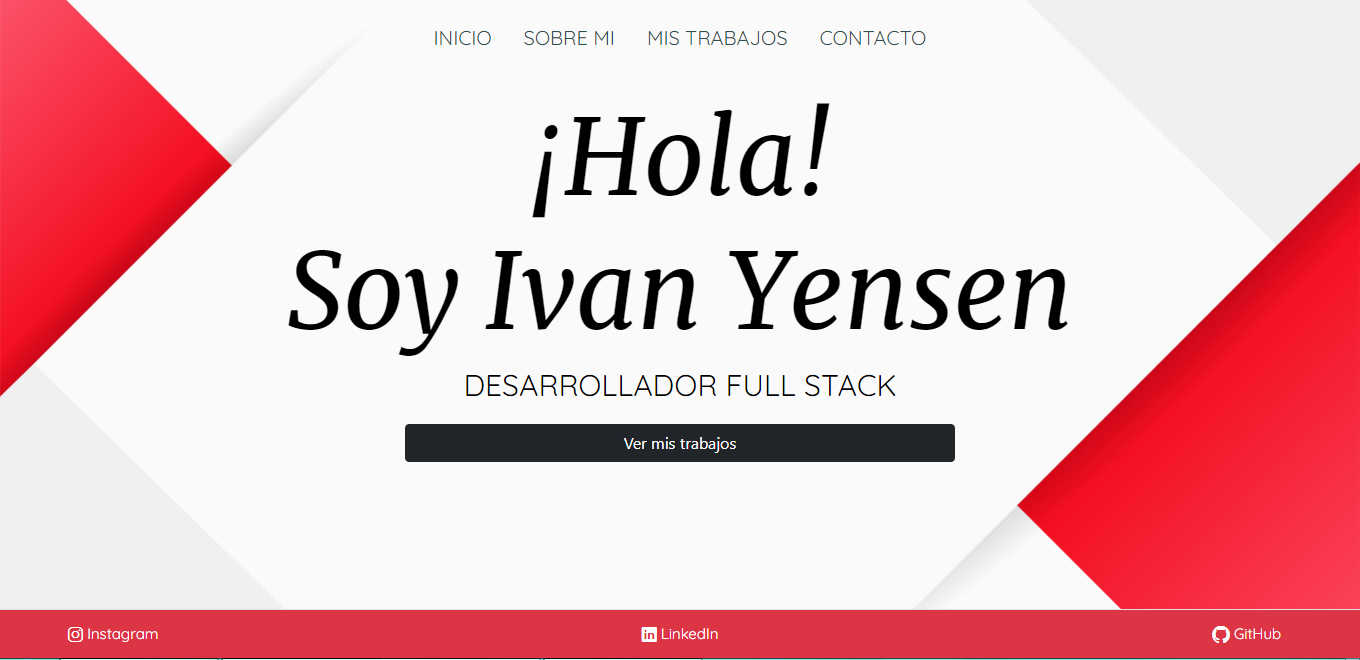 INICIO SOBRE MI MIS TRABAJOS CONTACTO
¡Hola!
Soy Ivan Yensen
DESARROLLADOR FULL STACK
Ver mis trabajos
Instagram LinkedIn GitHub